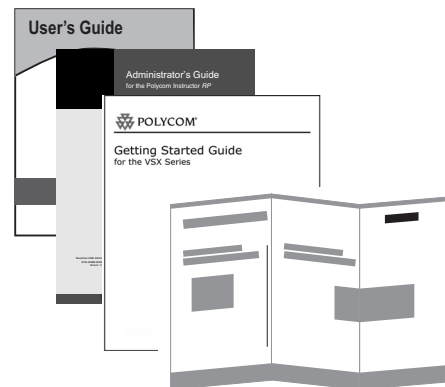 User's Guide
Administrator's Guide
for the Polycom Instructor RP
POLYCOM®
Getting Started Guide
for the VSX Series